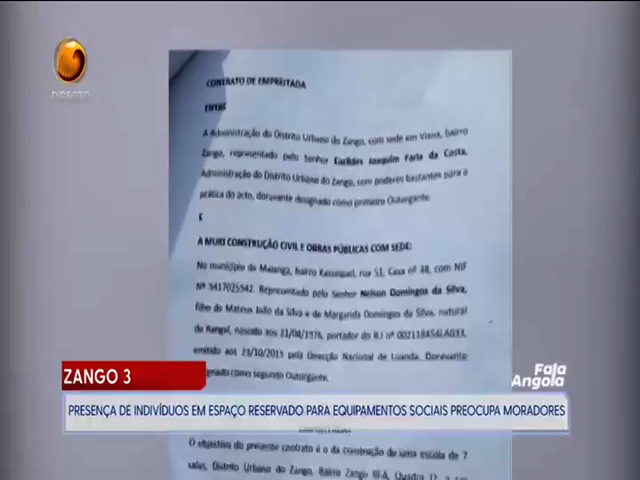 DIRECTO
CONTRATO DE EMPREITADA
ENTRE
A Administração do Distrito Urbano do Zango, com sede em Viana, bairro
Zango, representado pelo Senhor Euclides Joaquim Faria da Costa,
Administração do Distrito Urbano do Zango, com poderes bastantes para o
prática do acto, doravante designado como primeiro Outorgante.
E
A MUXI CONSTRUÇÃO CIVIL E OBRAS PÚBLICAS COM SEDE:
No município de Maianga, bairro Kassequel, rua 51, Casa nº 38, com NIF
Nº 5417025542. Representado pelo Senhor Nelson Domingos da Silva,
filho de Mateus João da Silva e de Margarida Domingos da Silva, natural
do Rangel, nascido aos 21/04/1976, portador do B.I nº
emitido aos 23/10/2015 pela Direcção Nacional de Luanda. Doravante
como segundo Outorgante.
ZANGO 3
Fala
Angola
PRESENÇA DE INDIVÍDUOS EM ESPAÇO RESERVADO PARA EQUIPAMENTOS SOCIAIS PREOCUPA MORADORES
O objectivo do presente contrato é o da construção de uma escola de 7
salas, Distrito Urbano do Zango, Bairro Zango III-A, Quadra